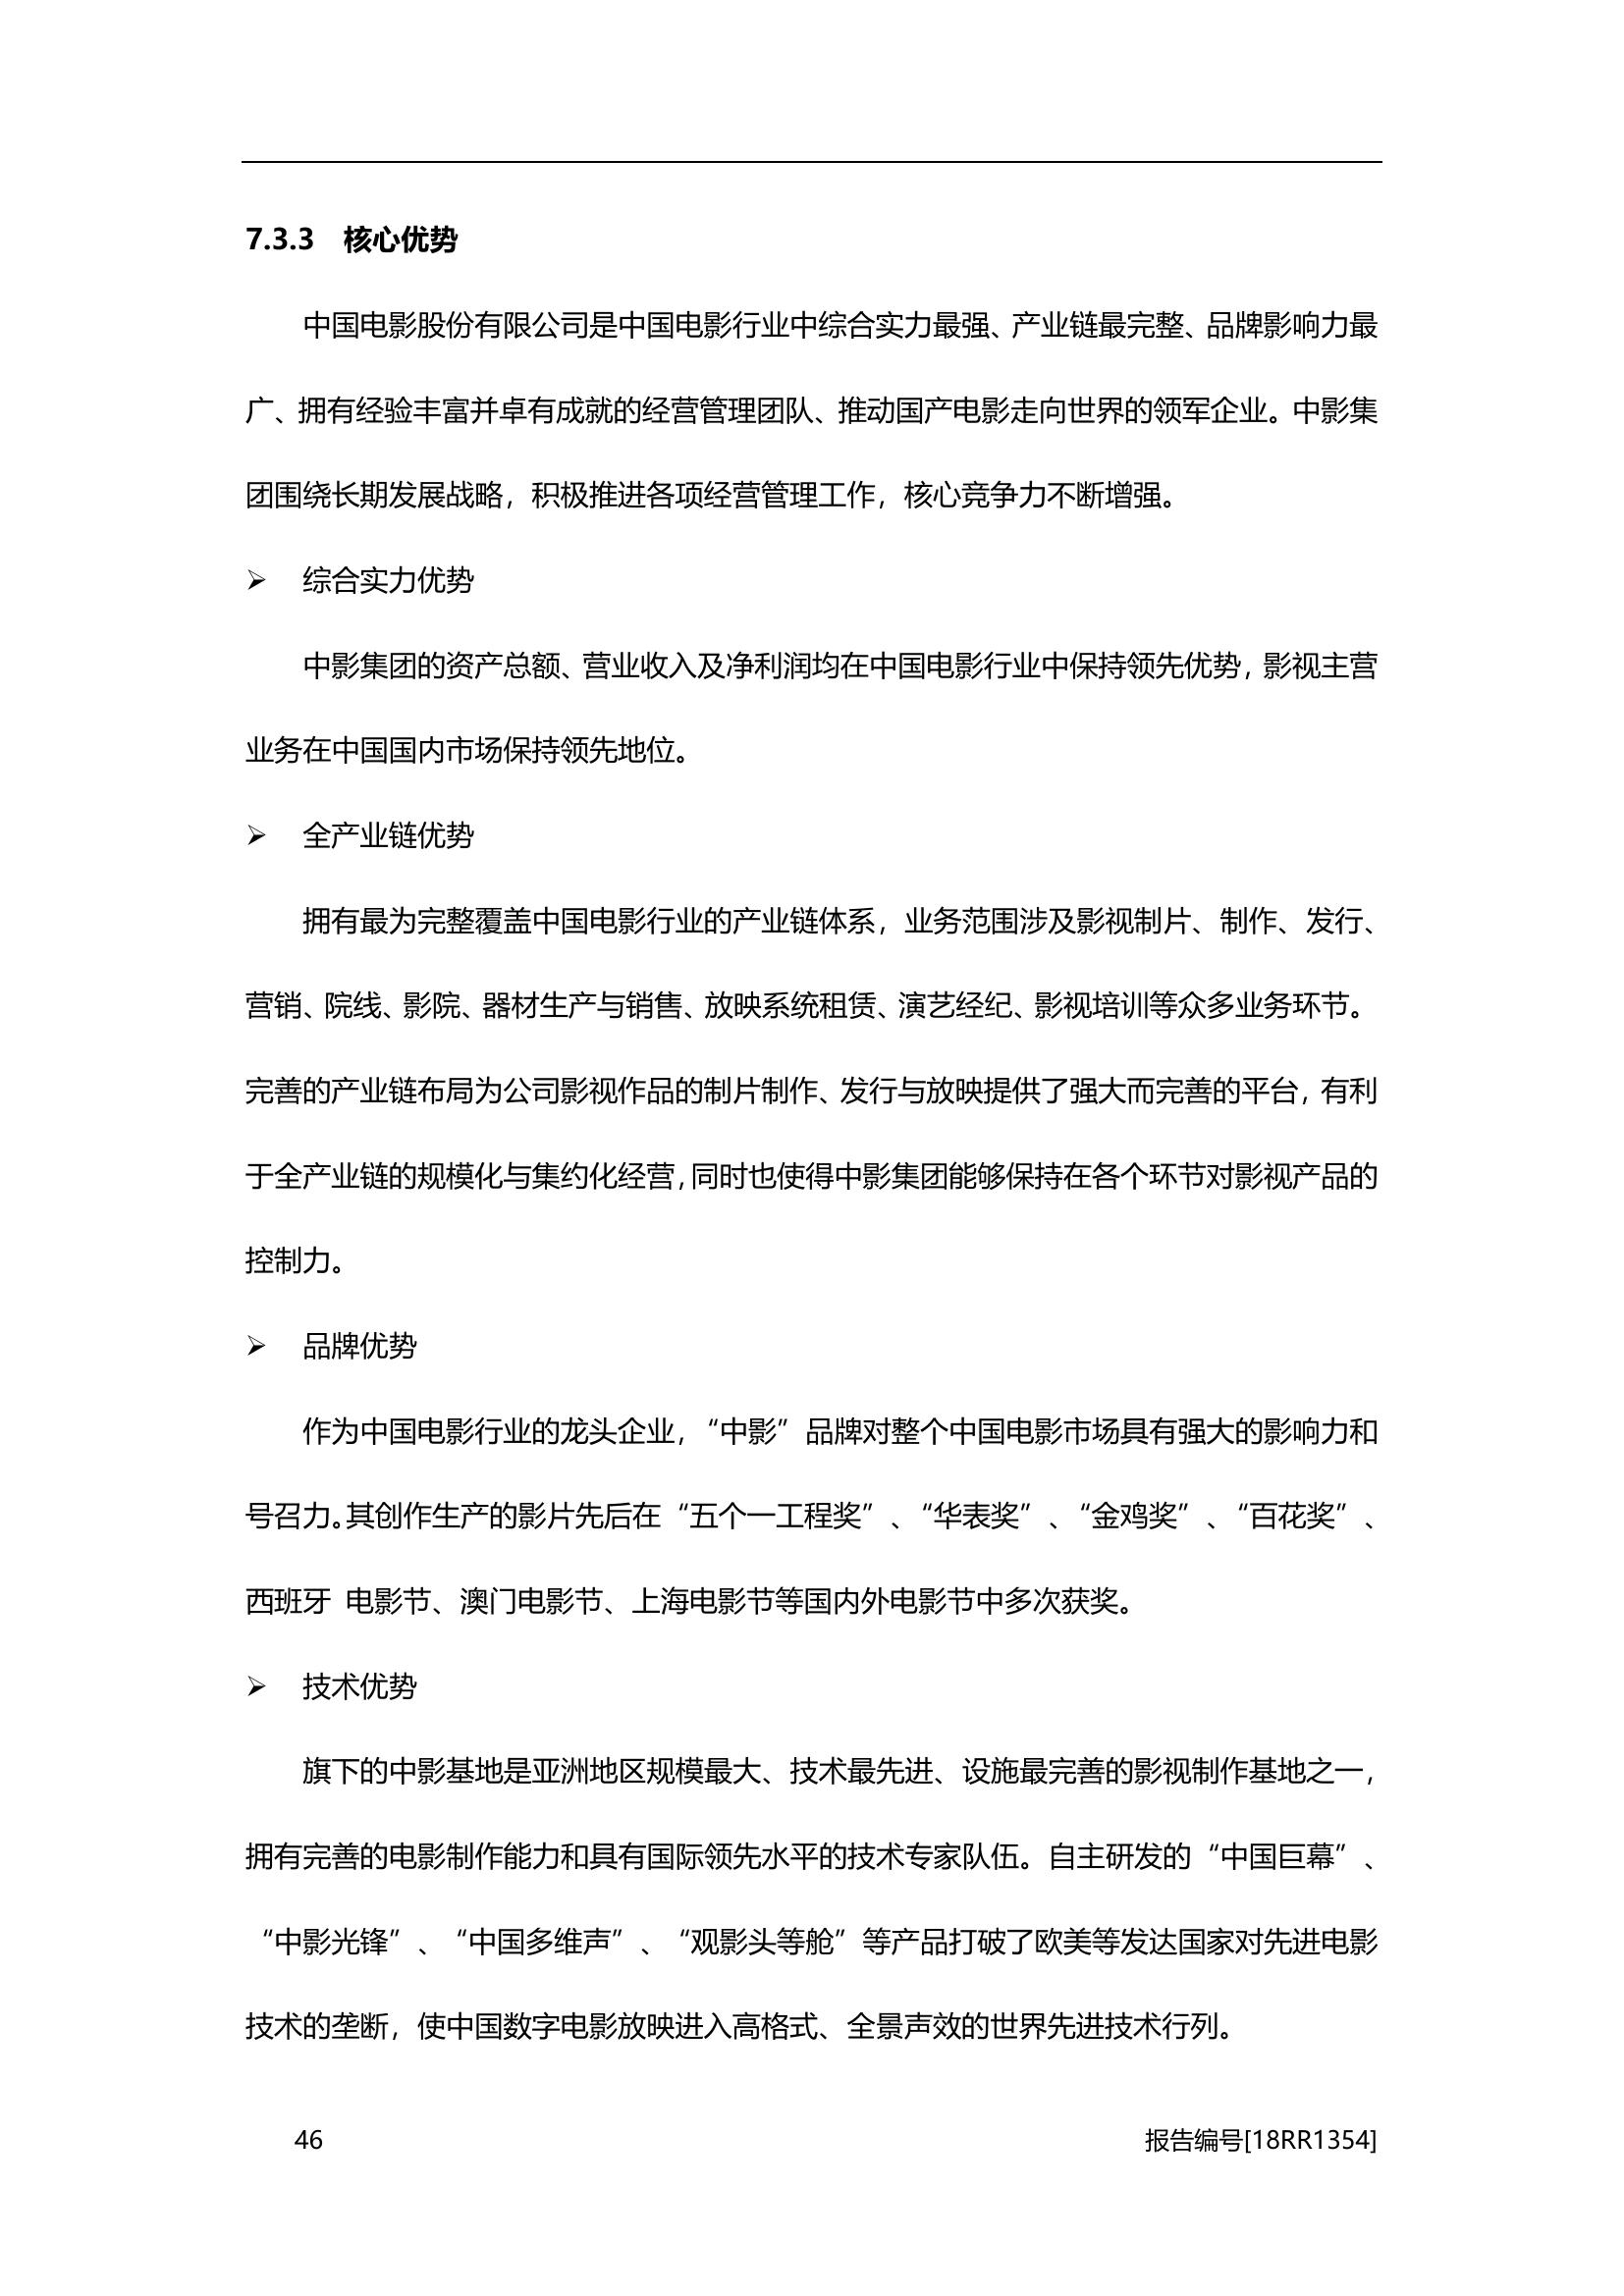 7.3.3 核心优势
中国电影股份有限公司是中国电影行业中综合实力最强、产业链最完整、品牌影响力最
广、拥有经验丰富并卓有成就的经营管理团队、推动国产电影走向世界的领军企业。中影集
团围绕长期发展战略，积极推进各项经营管理工作，核心竞争力不断增强。
➢ 综合实力优势
中影集团的资产总额、营业收入及净利润均在中国电影行业中保持领先优势，影视主营
业务在中国国内市场保持领先地位。
➢ 全产业链优势
拥有最为完整覆盖中国电影行业的产业链体系，业务范围涉及影视制片、制作、发行、
营销、院线、影院、器材生产与销售、放映系统租赁、演艺经纪、影视培训等众多业务环节。
完善的产业链布局为公司影视作品的制片制作、发行与放映提供了强大而完善的平台，有利
于全产业链的规模化与集约化经营，同时也使得中影集团能够保持在各个环节对影视产品的
控制力。
➢ 品牌优势
作为中国电影行业的龙头企业，“中影”品牌对整个中国电影市场具有强大的影响力和
号召力。其创作生产的影片先后在“五个一工程奖”、“华表奖”、“金鸡奖”、“百花奖”、
西班牙 电影节、澳门电影节、上海电影节等国内外电影节中多次获奖。
➢ 技术优势
旗下的中影基地是亚洲地区规模最大、技术最先进、设施最完善的影视制作基地之一，
拥有完善的电影制作能力和具有国际领先水平的技术专家队伍。自主研发的“中国巨幕”、
“中影光锋”、“中国多维声”、“观影头等舱”等产品打破了欧美等发达国家对先进电影
技术的垄断，使中国数字电影放映进入高格式、全景声效的世界先进技术行列。
46 报告编号[18RR1354]